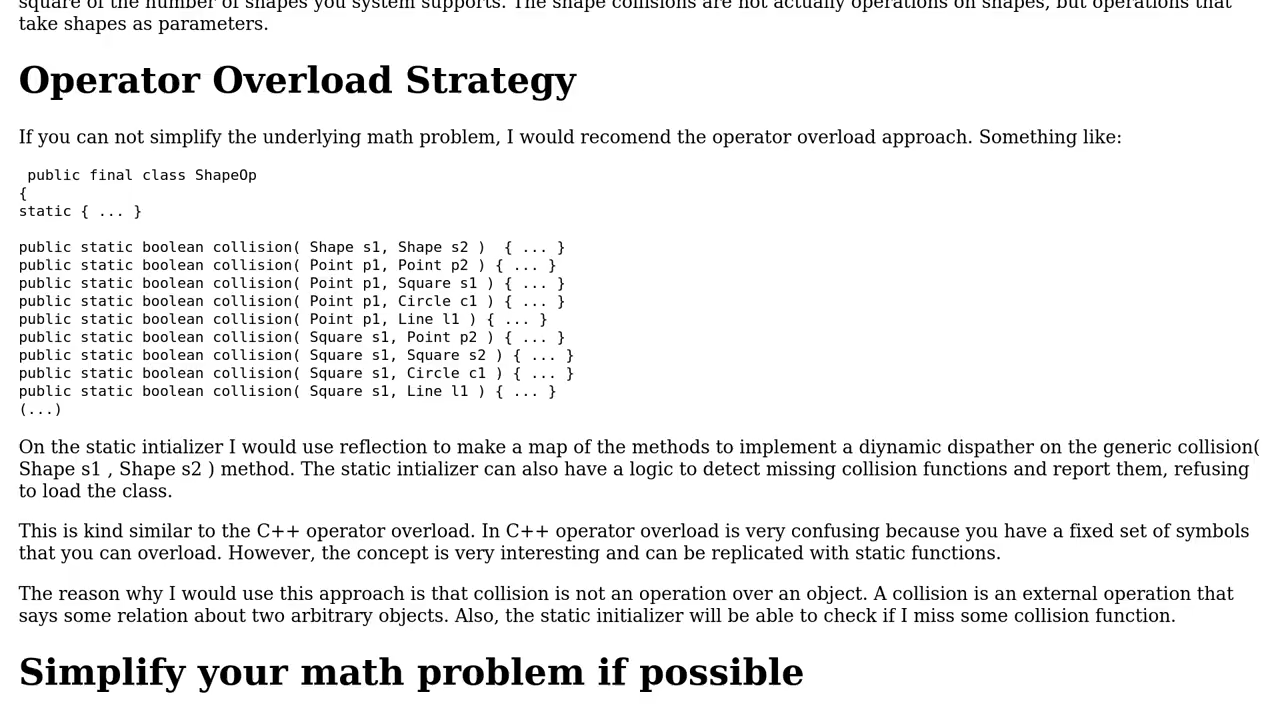 square of the number of shapes you system supports. The shape collisions are not actually operations on shapes, but operations that
take shapes as parameters.
Operator Overload Strategy
If you can not simplify the underlying math problem, I would recomend the operator overload approach. Something like:
public final class ShapeOp
{
static { ... }
public static boolean collision( Shape s1, Shape s2 )  { ... }
public static boolean collision( Point p1, Point p2 ) { ... }
public static boolean collision( Point p1, Square s1 ) { ... }
public static boolean collision( Point p1, Circle c1 ) { ... }
public static boolean collision( Point p1, Line l1 ) { ... }
public static boolean collision( Square s1, Point p2 ) { ... }
public static boolean collision( Square s1, Square s2 ) { ... }
public static boolean collision( Square s1, Circle c1 ) { ... }
public static boolean collision( Square s1, Line l1 ) { ... }
(...)
On the static intializer I would use reflection to make a map of the methods to implement a diynamic dispather on the generic collision(
Shape s1 , Shape s2 ) method. The static intializer can also have a logic to detect missing collision functions and report them, refusing
to load the class.
This is kind similar to the C++ operator overload. In C++ operator overload is very confusing because you have a fixed set of symbols
that you can overload. However, the concept is very interesting and can be replicated with static functions.
The reason why I would use this approach is that collision is not an operation over an object. A collision is an external operation that
says some relation about two arbitrary objects. Also, the static initializer will be able to check if I miss some collision function.
Simplify your math problem if possible